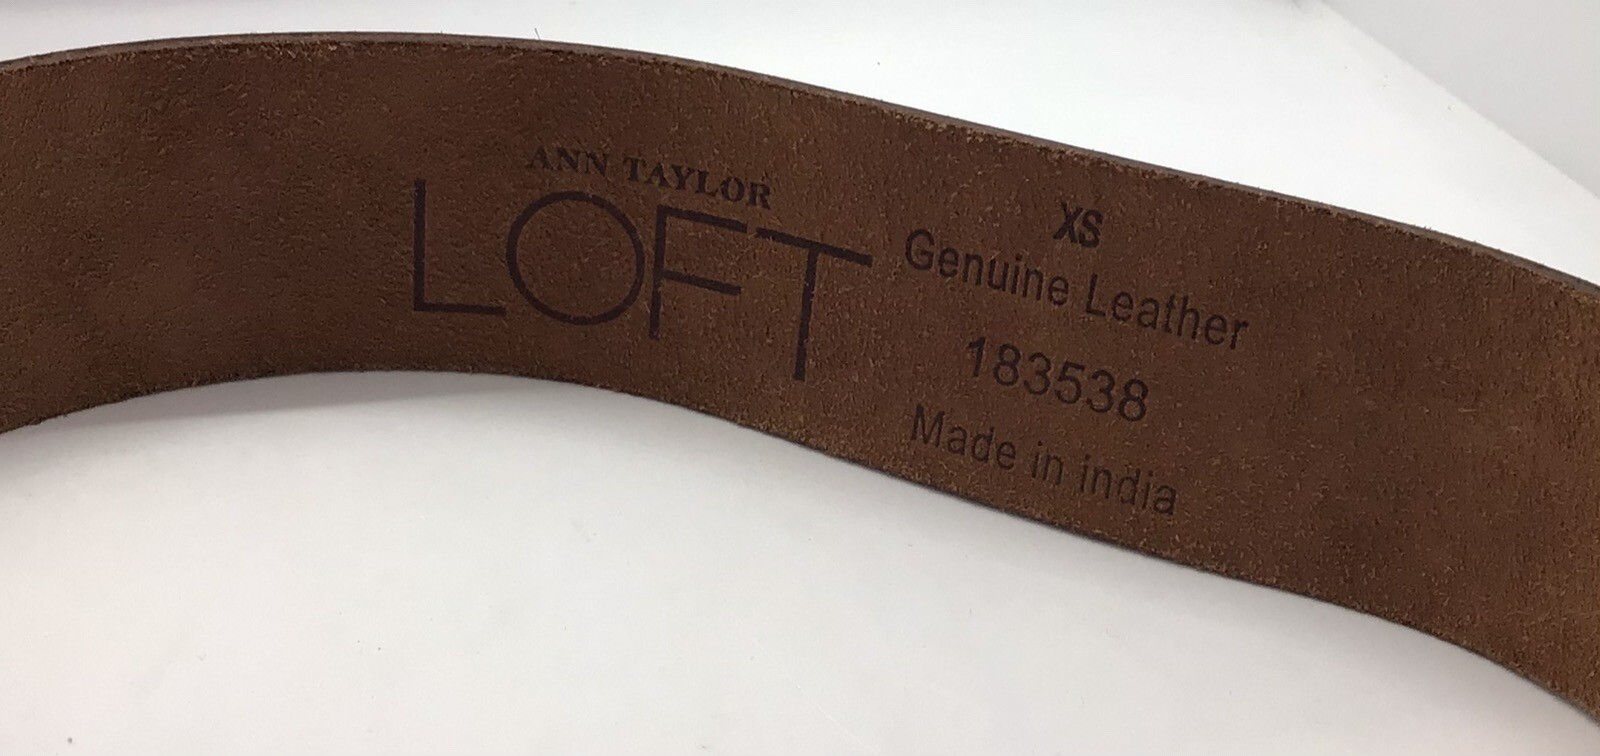 ANN TAYLOR
LOFT
XS
Genuine Leather
183538
Made in india